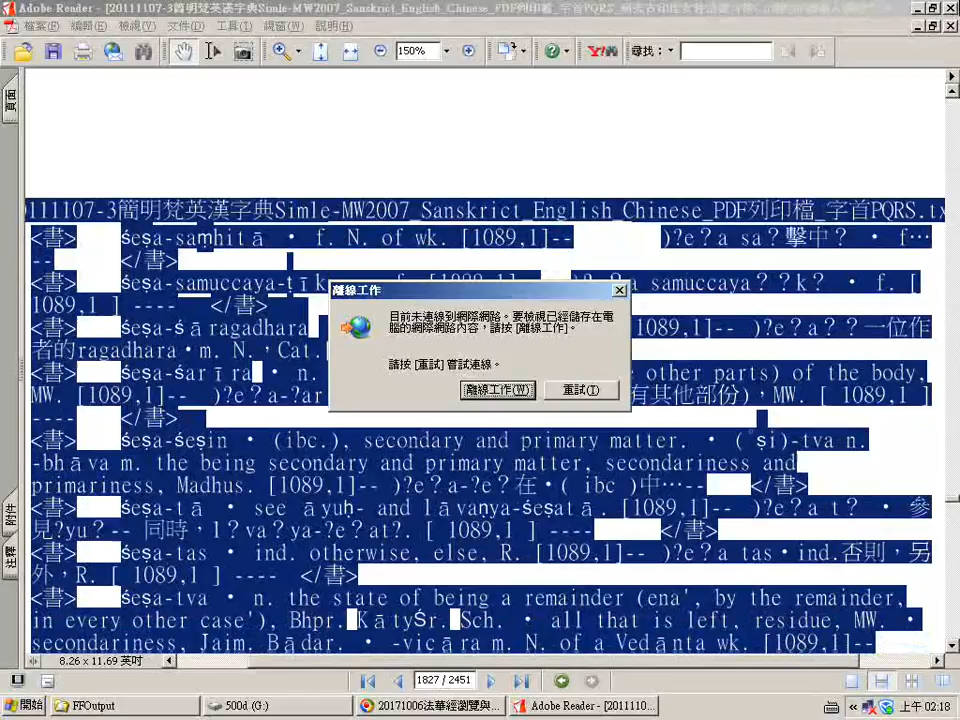 Adobe Reader - [20111107-3簡明梵英漢字典Simle-MW2007_Sanskrict_English_Chinese_PDF列印檔_字首PQRS_
檔案(F) 編輯(E) 檢視(V) 文件(D) 工具(T) 視窗(W) 說明(H)
150% 尋找：
頁面
111107-3簡明梵英漢字典Simle-MW2007_Sanskrict_English_Chinese_PDF列印檔_字首PQRS.tx
<書> śeṣa-saṃhitā • f. N. of wk. [1089,1]-- )?e？a sa？擊中？ • f…
-- </書>
<書> śeṣa-samuccaya-ṭīk samuccaya？？k？ • f. [
1089,1 ] ---- </書>
<書> śeṣa-śāragadhara )?e？a？？一位作
者的ragadhara•m. N., Cat.
<書> śeṣa-śarīra • n. other parts) of the body,
MW. [1089,1]-- )?e？a-?ar 有其他部份)，MW. [ 1089,1 ]
---- </書>
<書> śeṣa-śeṣin • (ibc.), secondary and primary matter. • (°ṣi)-tva n.
-bhāva m. the being secondary and primary matter, secondariness and
primariness, Madhus. [1089,1]-- )?e？a-?e？在•( ibc )中…-- </書>
<書> śeṣa-tā • see āyuḥ- and lāvaṇya-śeṣatā. [1089,1]-- )?e？a t？ • 參
見?yu？-- 同時，l？va？ya-?e？at?. [ 1089,1 ] ---- </書>
<書> śeṣa-tas • ind. otherwise, else, R. [1089,1]-- )?e？a tas•ind.否則，另
外，R. [ 1089,1 ] ---- </書>
<書> śeṣa-tva • n. the state of being a remainder (ena', by the remainder,
in every other case'), Bhpr. KātyŚr. Sch. • all that is left, residue, MW. •
secondariness, Jaim. Bādar. • -vicāra m. N. of a Vedānta wk. [1089,1]--
離線工作
目前未連線到網際網路。要檢視已經儲存在電
腦的網際網路內容，請按 [離線工作]。
請按 [重試] 嘗試連線。
離線工作(W) 重試(T)
附件
注釋
8.26 x 11.69 英吋
1827 / 2451
開始 FFOutput 500d (G:) 20171006法華經瀏覽與... Adobe Reader - [2011110... 上午 02:18